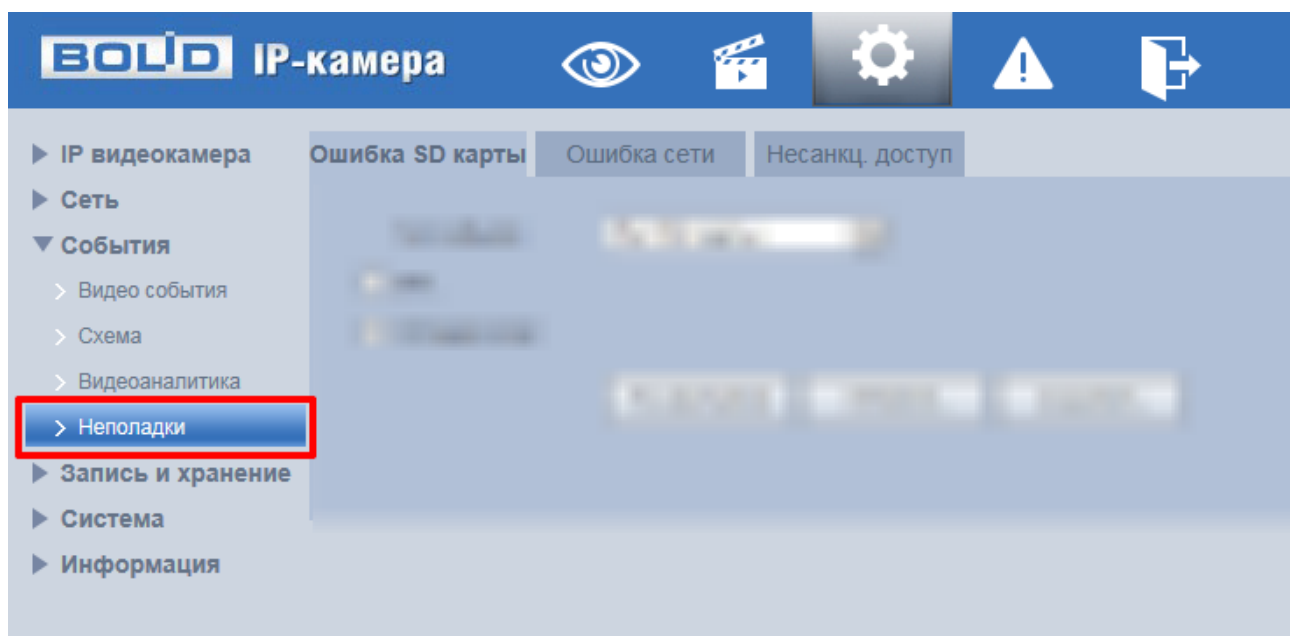 BOLID IP-камера
IP видеокамера
Сеть
События
Видео события
Схема
Видеоаналитика
Неполадки
Запись и хранение
Система
Информация
Ошибка SD карты Ошибка сети Несанкц. доступ